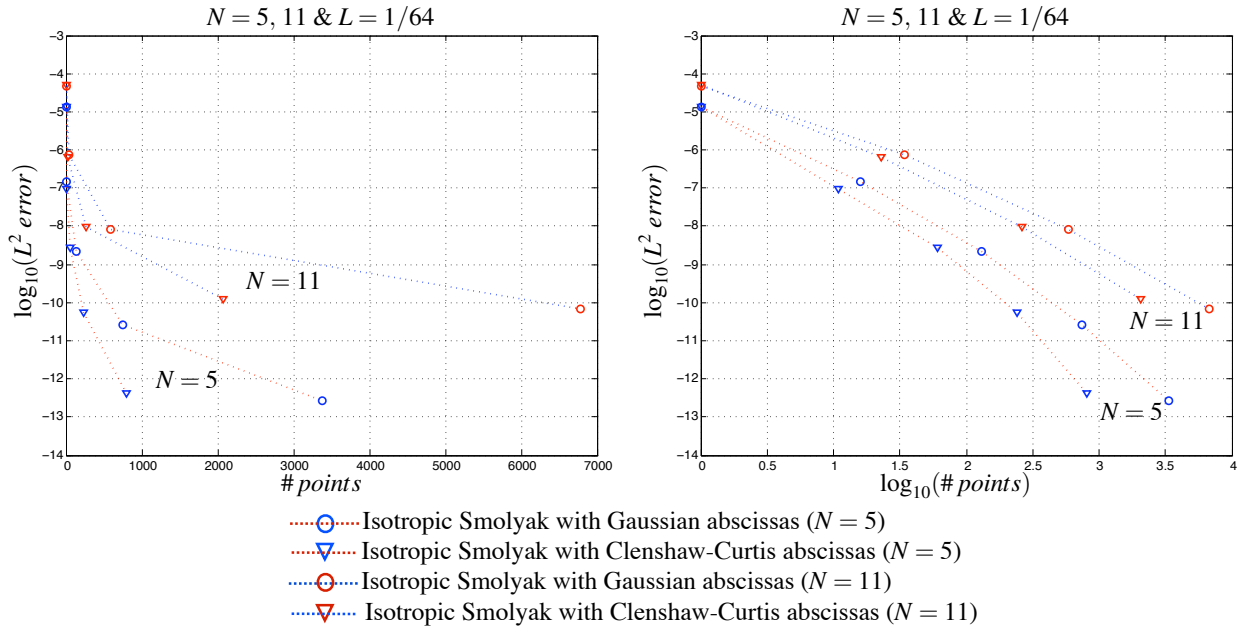 N = 5, 11 & L = 1/64
−3
−4
−5
−6
−7
−8
−9
−10
−11
−12
−13
−14
log₁₀(L² error)
N = 11
N = 5
0
1000
2000
3000
4000
5000
6000
7000
# points
N = 5, 11 & L = 1/64
−3
−4
−5
−6
−7
−8
−9
−10
−11
−12
−13
−14
log₁₀(L² error)
N = 11
N = 5
0
0.5
1
1.5
2
2.5
3
3.5
4
log₁₀(# points)
Isotropic Smolyak with Gaussian abscissas (N = 5)
Isotropic Smolyak with Clenshaw-Curtis abscissas (N = 5)
Isotropic Smolyak with Gaussian abscissas (N = 11)
Isotropic Smolyak with Clenshaw-Curtis abscissas (N = 11)